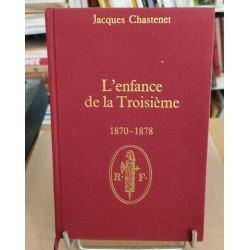 Jacques Chastenet
L'enfance
de la Troisième
1870-1878
R. F.